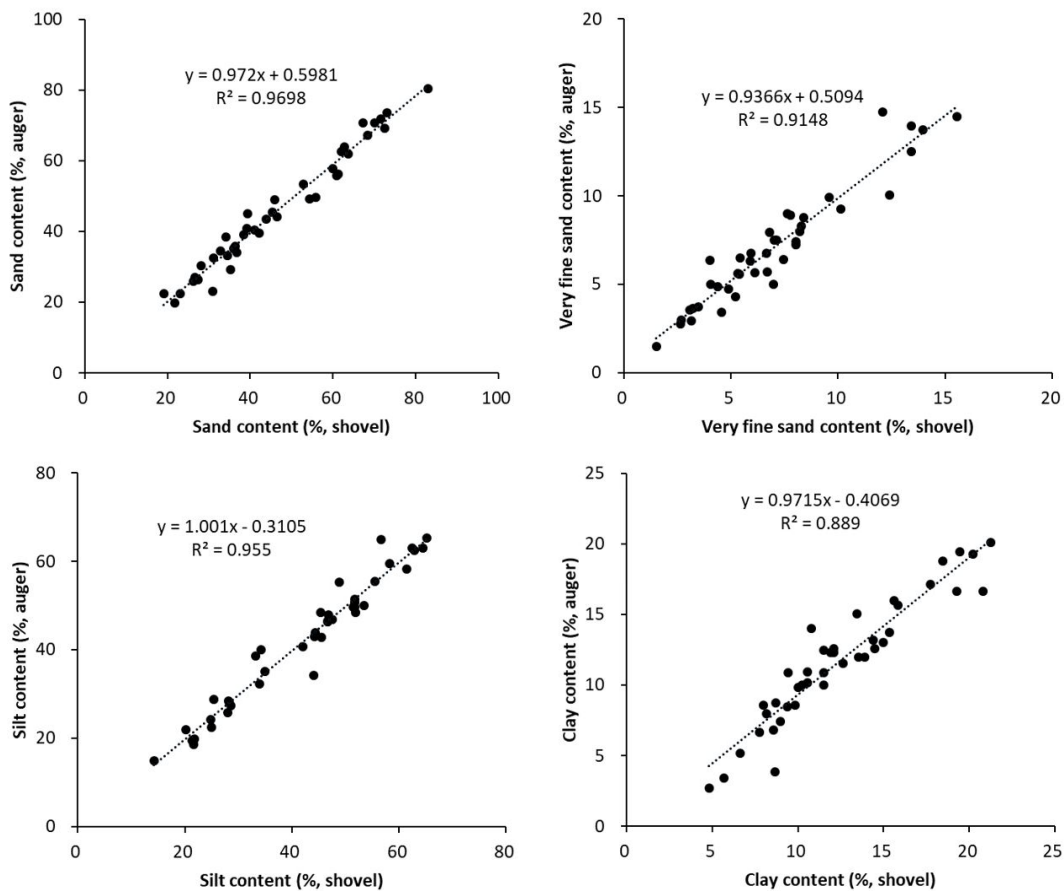 100
80
60
40
20
0
Sand content (%, auger)
y = 0.972x + 0.5981
R² = 0.9698
0 20 40 60 80 100
Sand content (%, shovel)
20
15
10
5
0
Very fine sand content (%, auger)
y = 0.9366x + 0.5094
R² = 0.9148
0 5 10 15 20
Very fine sand content (%, shovel)
80
60
40
20
0
Silt content (%, auger)
y = 1.001x - 0.3105
R² = 0.955
0 20 40 60 80
Silt content (%, shovel)
25
20
15
10
5
0
Clay content (%, auger)
y = 0.9715x - 0.4069
R² = 0.889
0 5 10 15 20 25
Clay content (%, shovel)